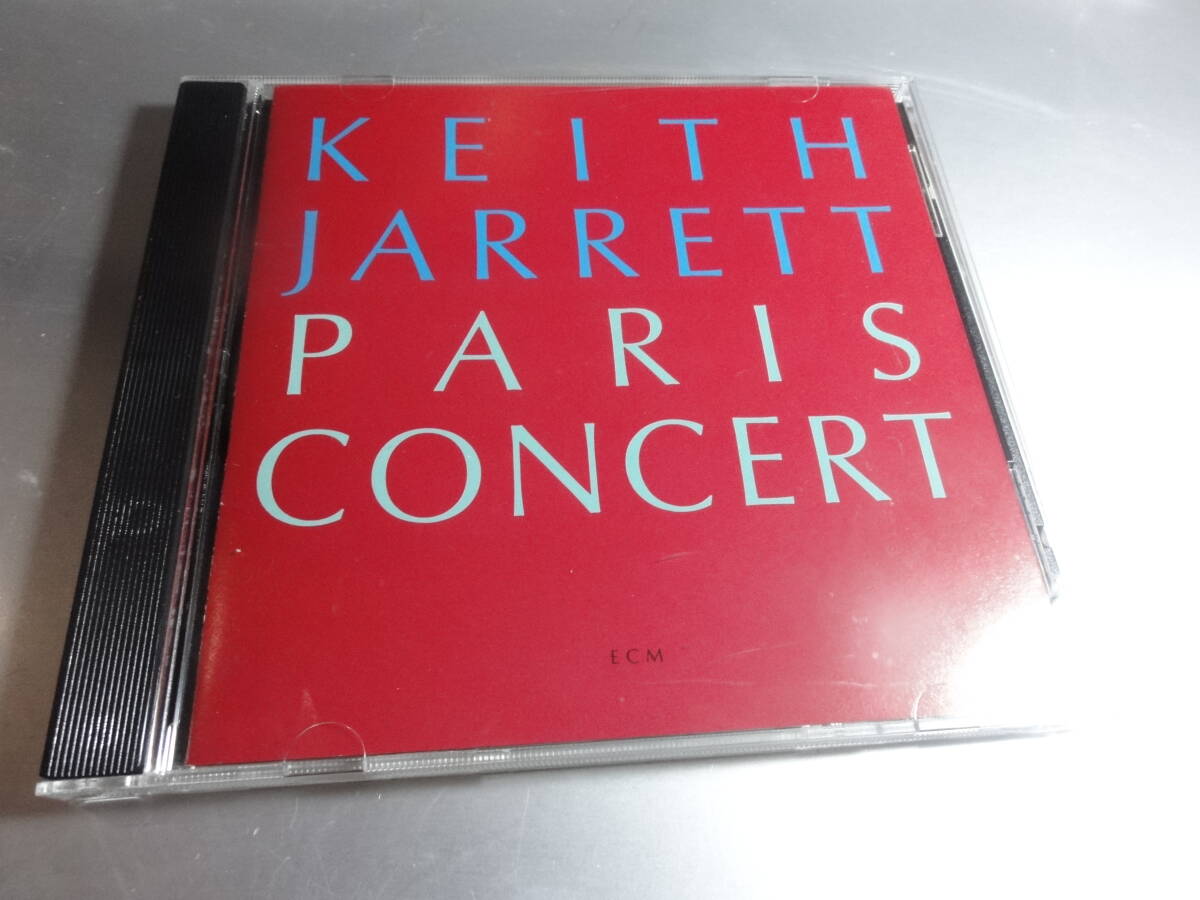 KEITH
JARRETT
PARIS
CONCERT
ECM